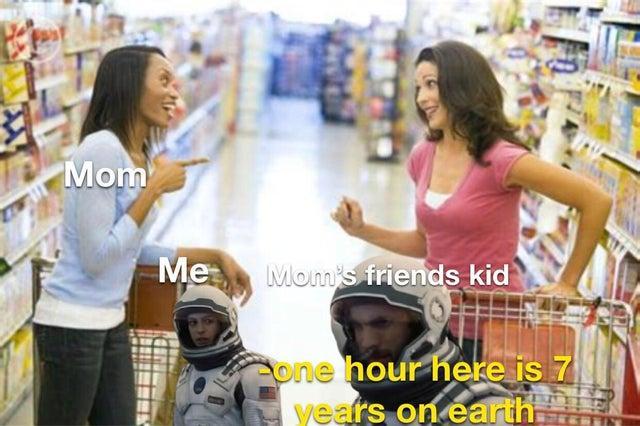 Mom
Me
Mom's friends kid
-one hour here is 7
years on earth